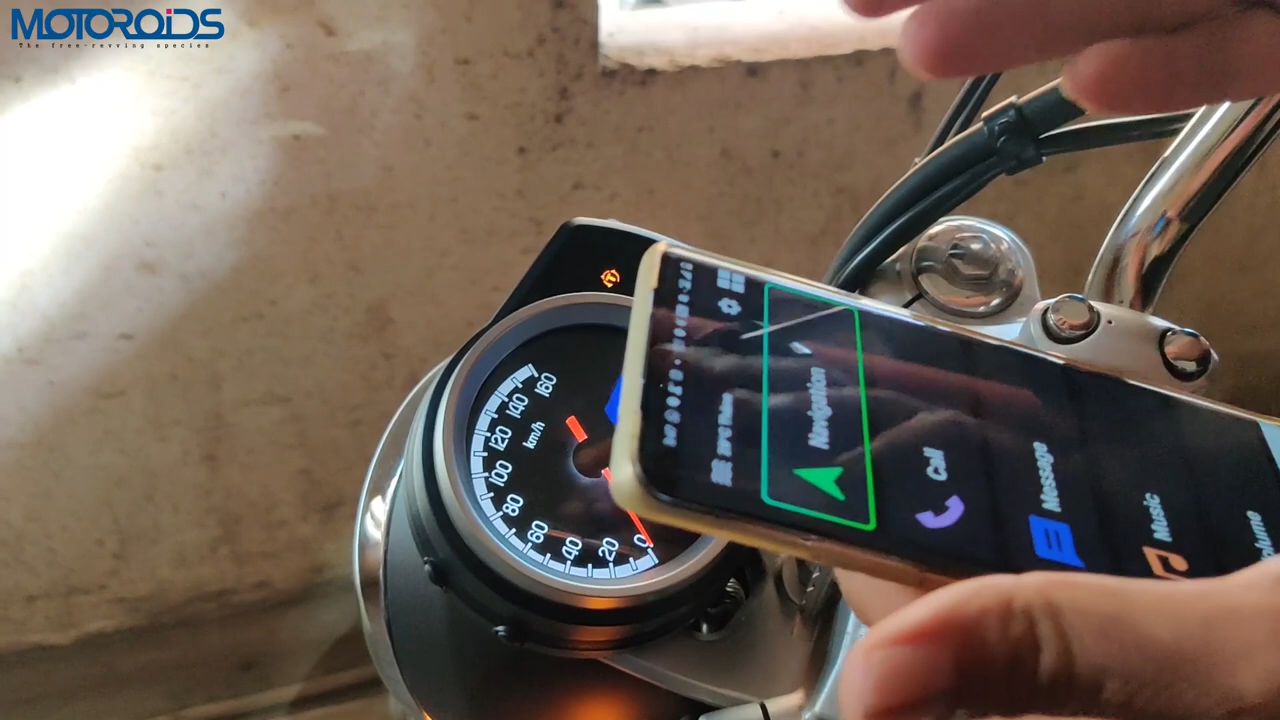 MOTOROIDS
The free-revving species
160
140
120
100
80
60
40
20
0
km/h
T
Navigation
Call
Message
Music